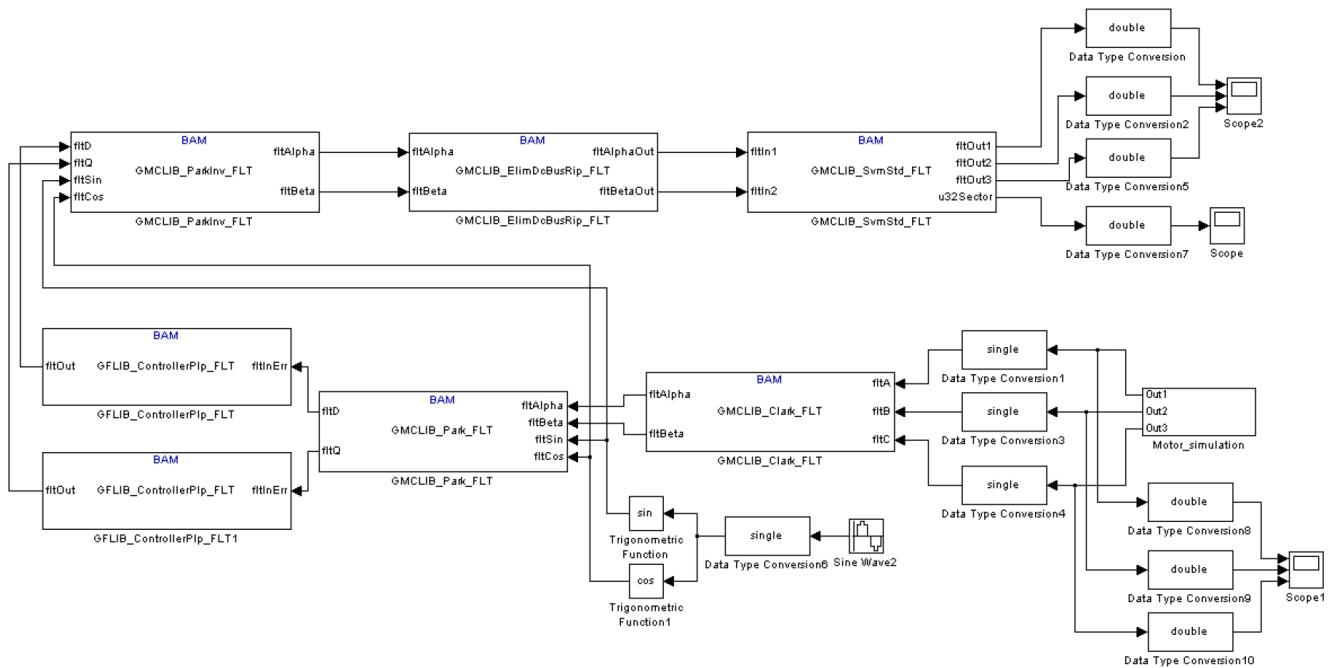 double
Data Type Conversion
double
Data Type Conversion2
Scope2
BAM
fltD
fltQ
fltSin
fltCos
GMCLIB_ParkInv_FLT
fltAlpha
fltBeta
GMCLIB_ParkInv_FLT
BAM
fltAlpha
fltBeta
GMCLIB_ElimDcBusRip_FLT
fltAlphaOut
fltBetaOut
GMCLIB_ElimDcBusRip_FLT
BAM
fltIn1
fltIn2
GMCLIB_SvmStd_FLT
fltOut1
fltOut2
fltOut3
u32Sector
GMCLIB_SvmStd_FLT
double
Data Type Conversion5
double
Data Type Conversion7
Scope
BAM
fltOut
GFLIB_ControllerPIp_FLT
fltInErr
GFLIB_ControllerPIp_FLT
BAM
fltOut
GFLIB_ControllerPIp_FLT
fltInErr
GFLIB_ControllerPIp_FLT1
BAM
fltD
fltQ
GMCLIB_Park_FLT
fltAlpha
fltBeta
fltSin
fltCos
GMCLIB_Park_FLT
BAM
fltAlpha
fltBeta
GMCLIB_Clark_FLT
fltA
fltB
fltC
GMCLIB_Clark_FLT
single
Data Type Conversion1
single
Data Type Conversion3
single
Data Type Conversion4
Out1
Out2
Out3
Motor_simulation
sin
Trigonometric
Function
cos
Trigonometric
Function1
single
Data Type Conversion6
Sine Wave2
double
Data Type Conversion8
double
Data Type Conversion9
double
Data Type Conversion10
Scope1